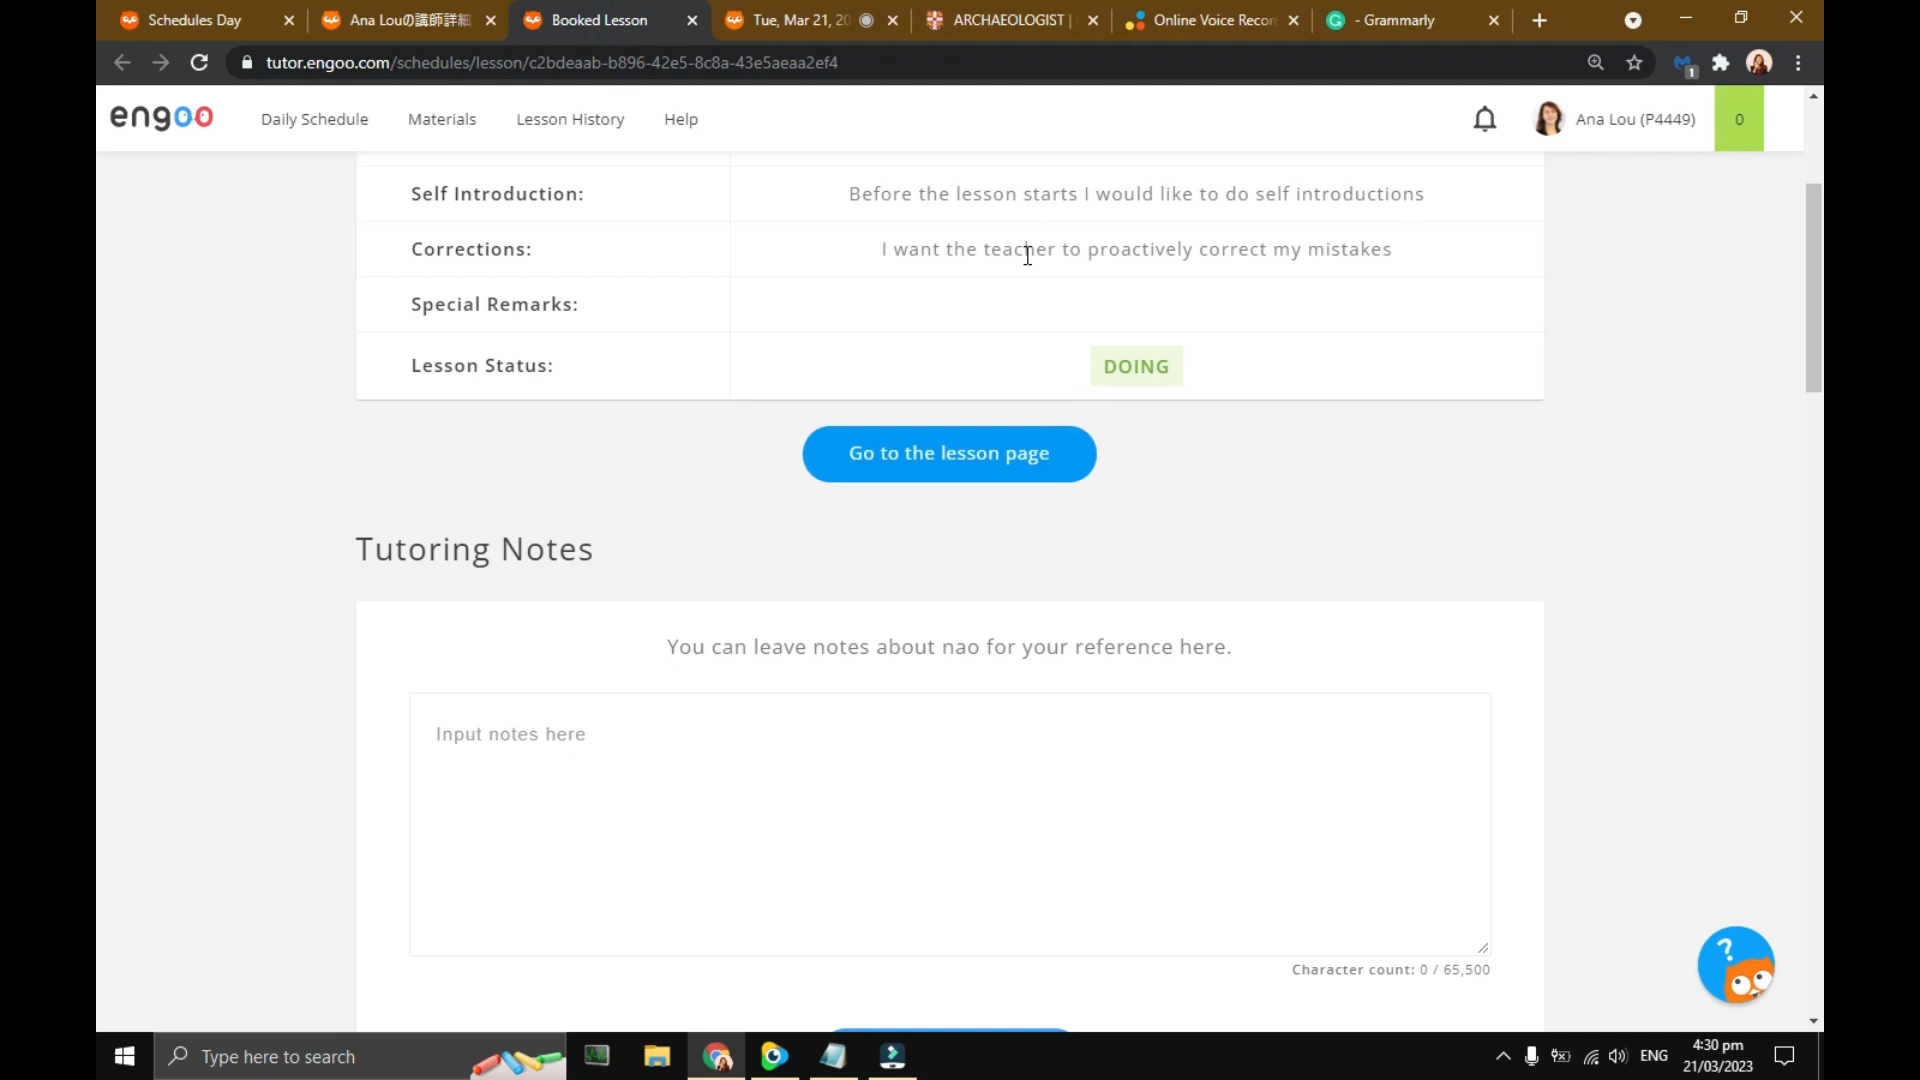 Schedules Day
Ana Louの講師詳細
Booked Lesson
Tue, Mar 21, 20
ARCHAEOLOGIST |
Online Voice Recor
- Grammarly
tutor.engoo.com/schedules/lesson/c2bdeaab-b896-42e5-8c8a-43e5aeaa2ef4
1
engoo
Daily Schedule
Materials
Lesson History
Help
Ana Lou (P4449)
0
Self Introduction:
Before the lesson starts I would like to do self introductions
Corrections:
I want the teacher to proactively correct my mistakes
Special Remarks:
Lesson Status:
DOING
Go to the lesson page
Tutoring Notes
You can leave notes about nao for your reference here.
Input notes here
Character count: 0 / 65,500
?
Type here to search
ENG
4:30 pm
21/03/2023